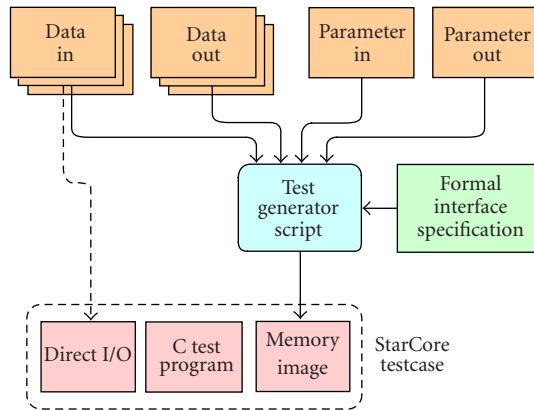 Data
in
Data
out
Parameter
in
Parameter
out
Test
generator
script
Formal
interface
specification
Direct I/O
C test
program
Memory
image
StarCore
testcase